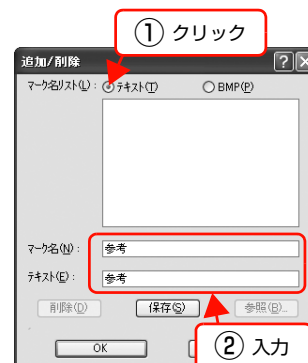 ① クリック
追加/削除
マーク名リスト(L): テキスト(T) BMP(P)
マーク名(N): 参考
テキスト(E): 参考
削除(D) 保存(S) 参照(B)...
OK
② 入力